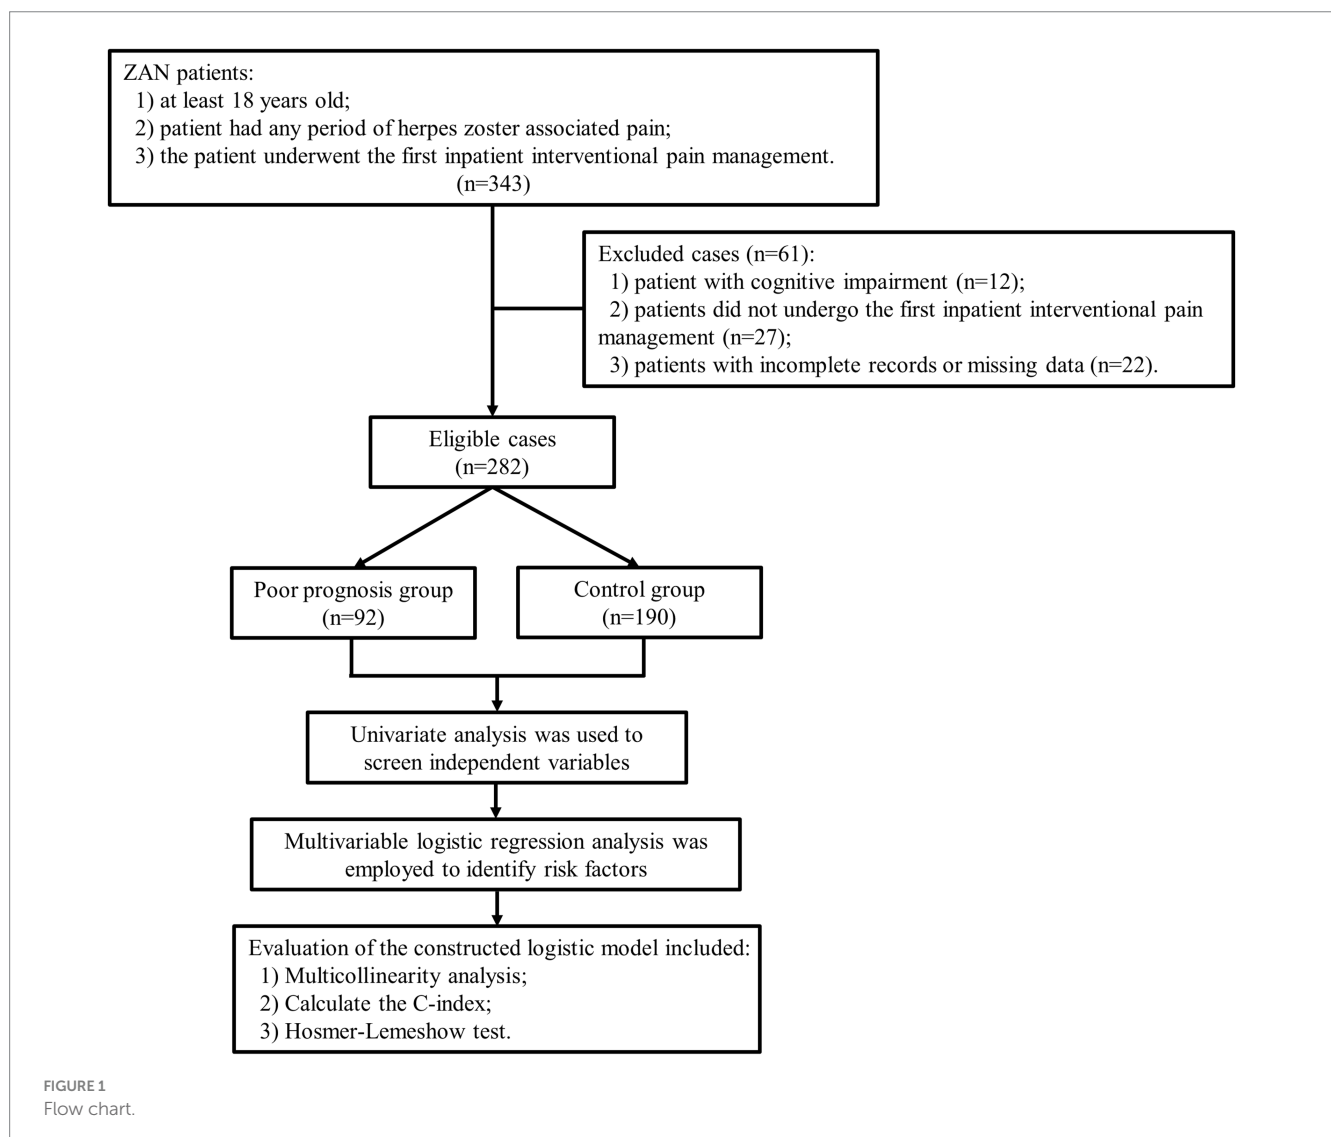 ZAN patients:
1) at least 18 years old;
2) patient had any period of herpes zoster associated pain;
3) the patient underwent the first inpatient interventional pain management.
(n=343)
Excluded cases (n=61):
1) patient with cognitive impairment (n=12);
2) patients did not undergo the first inpatient interventional pain
management (n=27);
3) patients with incomplete records or missing data (n=22).
Eligible cases
(n=282)
Poor prognosis group
(n=92)
Control group
(n=190)
Univariate analysis was used to
screen independent variables
Multivariable logistic regression analysis was
employed to identify risk factors
Evaluation of the constructed logistic model included:
1) Multicollinearity analysis;
2) Calculate the C-index;
3) Hosmer-Lemeshow test.
FIGURE 1
Flow chart.